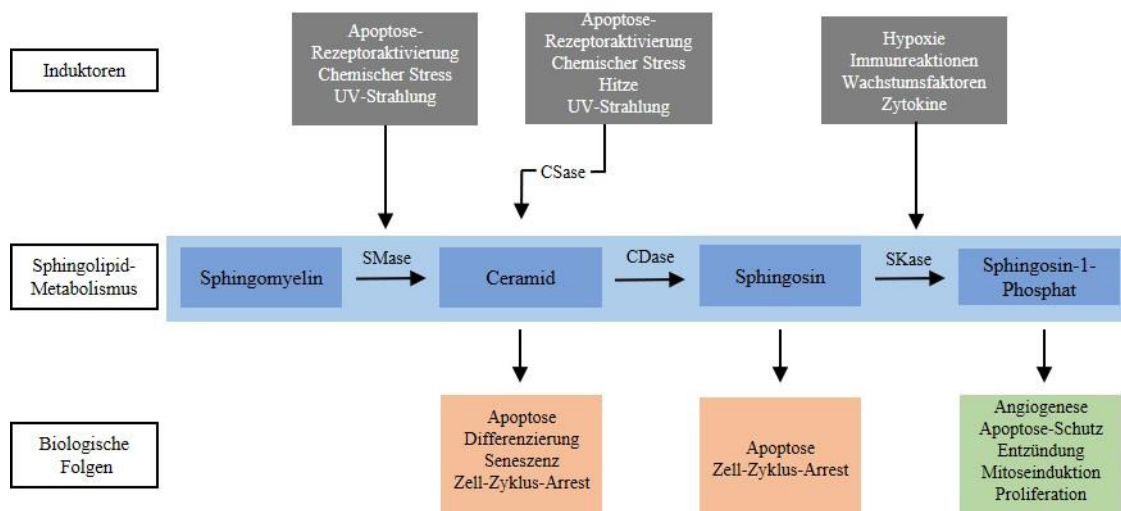 Induktoren
Apoptose-
Rezeptoraktivierung
Chemischer Stress
UV-Strahlung
Apoptose-
Rezeptoraktivierung
Chemischer Stress
Hitze
UV-Strahlung
Hypoxie
Immunreaktionen
Wachstumsfaktoren
Zytokine
CSase
Sphingolipid-
Metabolismus
Sphingomyelin
SMase
Ceramid
CDase
Sphingosin
SKase
Sphingosin-1-
Phosphat
Biologische
Folgen
Apoptose
Differenzierung
Seneszenz
Zell-Zyklus-Arrest
Apoptose
Zell-Zyklus-Arrest
Angiogenese
Apoptose-Schutz
Entzündung
Mitoseinduktion
Proliferation